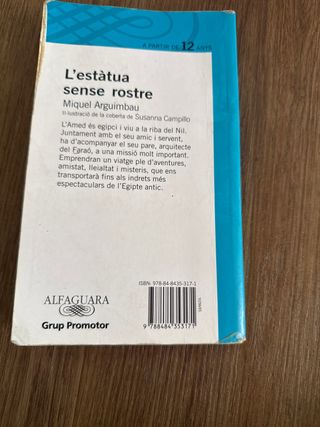 A PARTIR DE 12 ANYS
L'estàtua
sense rostre
Miquel Arguimbau
Il·lustració de la coberta de Susanna Campillo
L'Amed és egipci i viu a la riba del Nil.
Juntament amb el seu amic i servent,
ha d'acompanyar el seu pare, arquitecte
del Faraó, a una missió molt important.
Emprendran un viatge ple d'aventures,
amistat, lleialtat i misteris, que ens
transportarà fins als indrets més
espectaculars de l'Egipte antic.
ISBN: 978-84-8435-317-1
9 788484 353171
ALFAGUARA
Grup Promotor